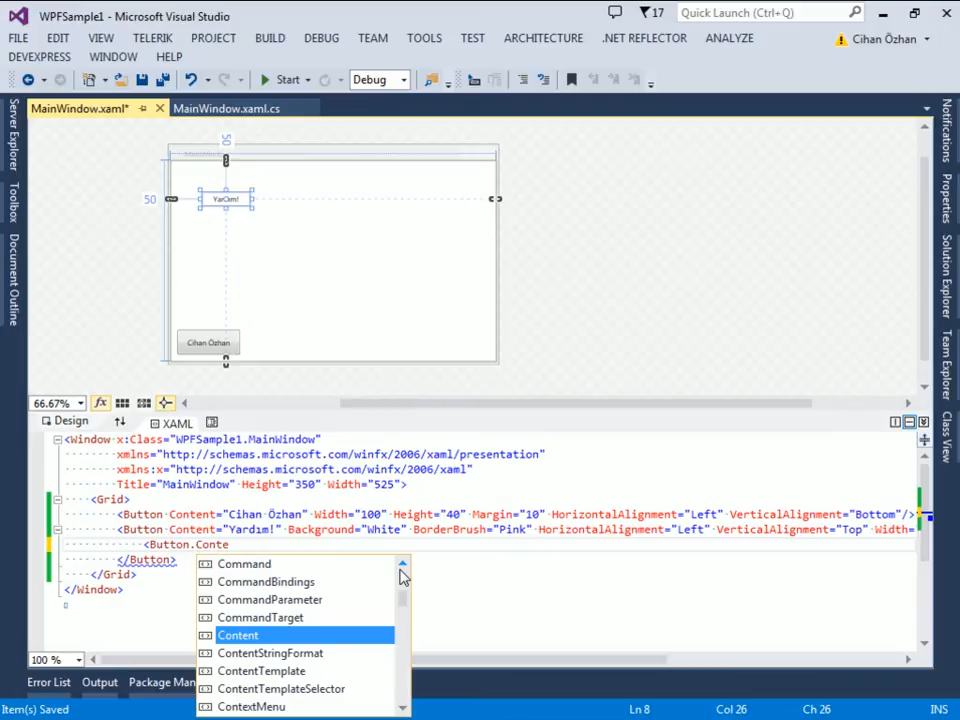 WPFSample1 - Microsoft Visual Studio
17
Quick Launch (Ctrl+Q)
FILE EDIT VIEW TELERIK PROJECT BUILD DEBUG TEAM TOOLS TEST ARCHITECTURE .NET REFLECTOR ANALYZE
Cihan Özhan
DEVEXPRESS WINDOW HELP
Start
Debug
MainWindow.xaml*
MainWindow.xaml.cs
Server Explorer
Toolbox
Document Outline
Notifications
Properties
Solution Explorer
Team Explorer
Class View
50
MainWindow
50
Yardım!
Cihan Özhan
66.67%
fx
Design
XAML
<Window x:Class="WPFSample1.MainWindow"
xmlns="http://schemas.microsoft.com/winfx/2006/xaml/presentation"
xmlns:x="http://schemas.microsoft.com/winfx/2006/xaml"
Title="MainWindow" Height="350" Width="525">
<Grid>
<Button Content="Cihan Özhan" Width="100" Height="40" Margin="10" HorizontalAlignment="Left" VerticalAlignment="Bottom"/>
<Button Content="Yardım!" Background="White" BorderBrush="Pink" HorizontalAlignment="Left" VerticalAlignment="Top" Width=
<Button.Conte
</Button>
</Grid>
</Window>
Command
CommandBindings
CommandParameter
CommandTarget
Content
ContentStringFormat
ContentTemplate
ContentTemplateSelector
ContextMenu
100 %
Error List Output Package Man
Item(s) Saved
Ln 8
Col 26
Ch 26
INS